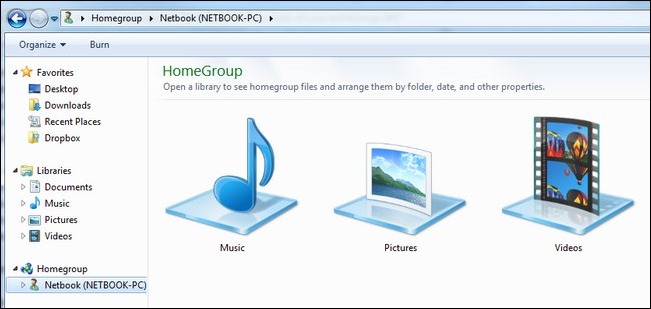 Homegroup Netbook (NETBOOK-PC)
Organize Burn
Favorites
Desktop
Downloads
Recent Places
Dropbox
Libraries
Documents
Music
Pictures
Videos
Homegroup
Netbook (NETBOOK-PC)
HomeGroup
Open a library to see homegroup files and arrange them by folder, date, and other properties.
Music Pictures Videos